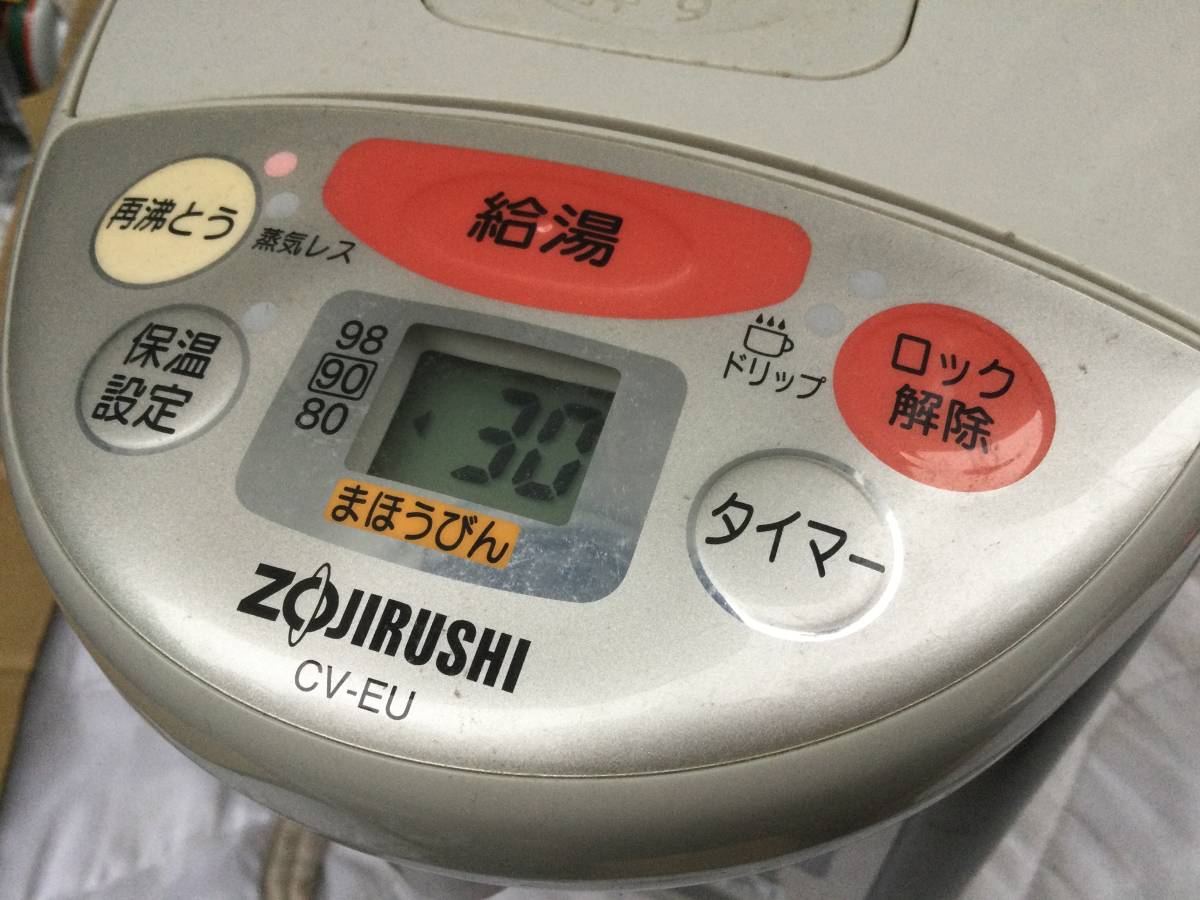 再沸とう
蒸気レス
給湯
保温
設定
98
90
80
30
まほうびん
ドリップ
ロック
解除
タイマー
ZOJIRUSHI
CV-EU